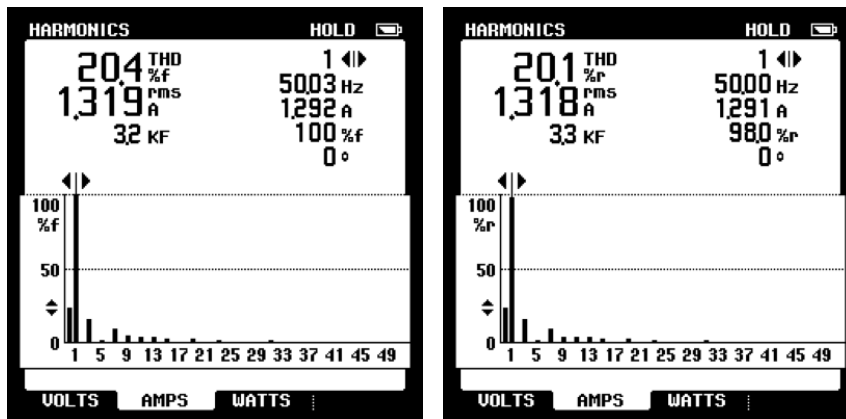 HARMONICS HOLD
20.4 THD %f
1 
1.319 rms A
50.03 Hz
1.292 A
3.2 KF
100 %f
0 °
100
%f
50
0
1 5 9 13 17 21 25 29 33 37 41 45 49
VOLTS AMPS WATTS
HARMONICS HOLD
20.1 THD %r
1
1.318 rms A
50.00 Hz
1.291 A
3.3 KF
98.0 %r
0 °
100
%r
50
0
1 5 9 13 17 21 25 29 33 37 41 45 49
VOLTS AMPS WATTS